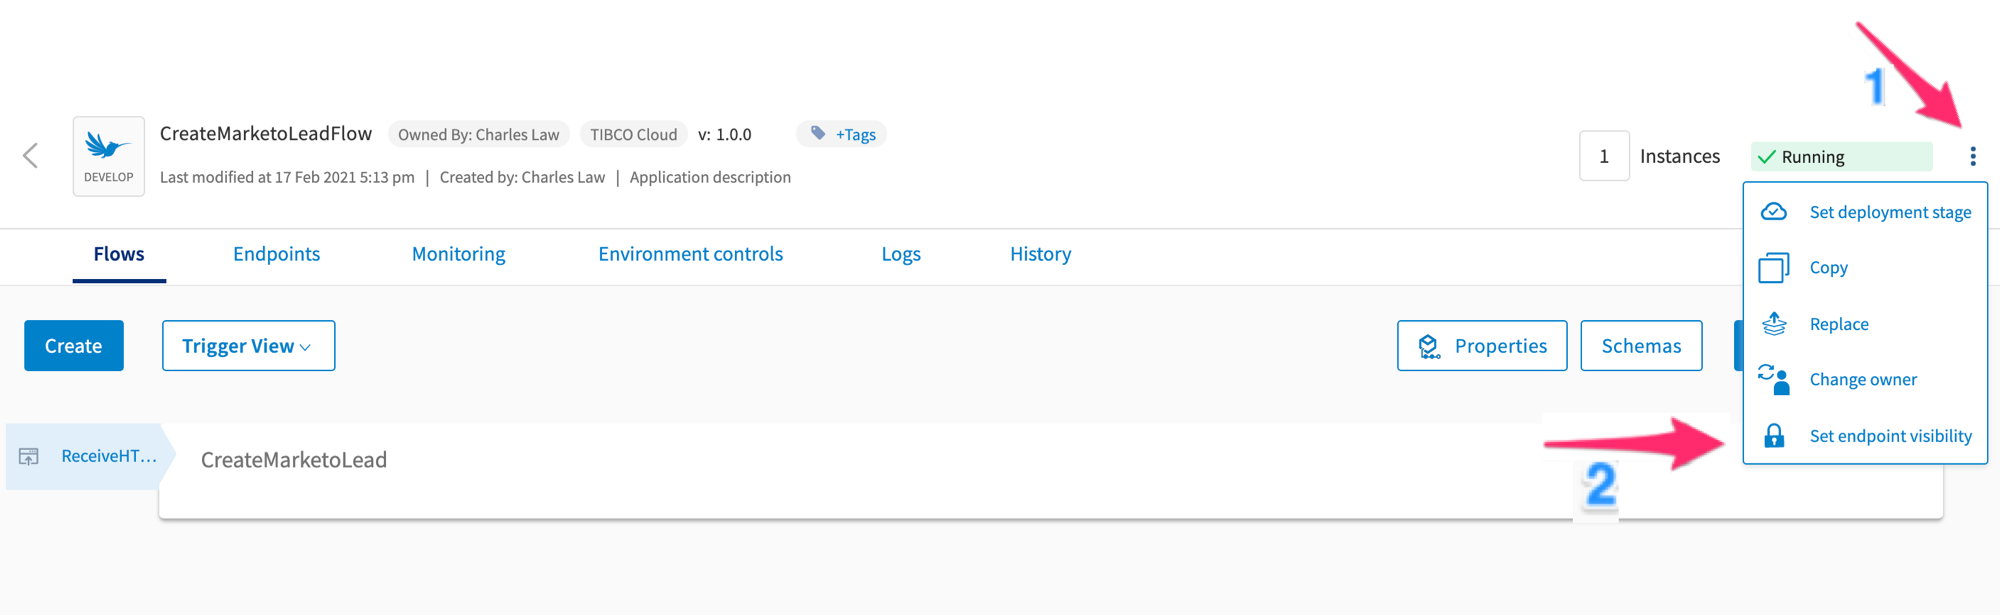 1
CreateMarketoLeadFlow Owned By: Charles Law TIBCO Cloud v: 1.0.0 +Tags
DEVELOP
Last modified at 17 Feb 2021 5:13 pm | Created by: Charles Law | Application description
1 Instances Running
Set deployment stage
Copy
Replace
Change owner
Set endpoint visibility
Flows Endpoints Monitoring Environment controls Logs History
Create Trigger View Properties Schemas
ReceiveHT... CreateMarketoLead
2